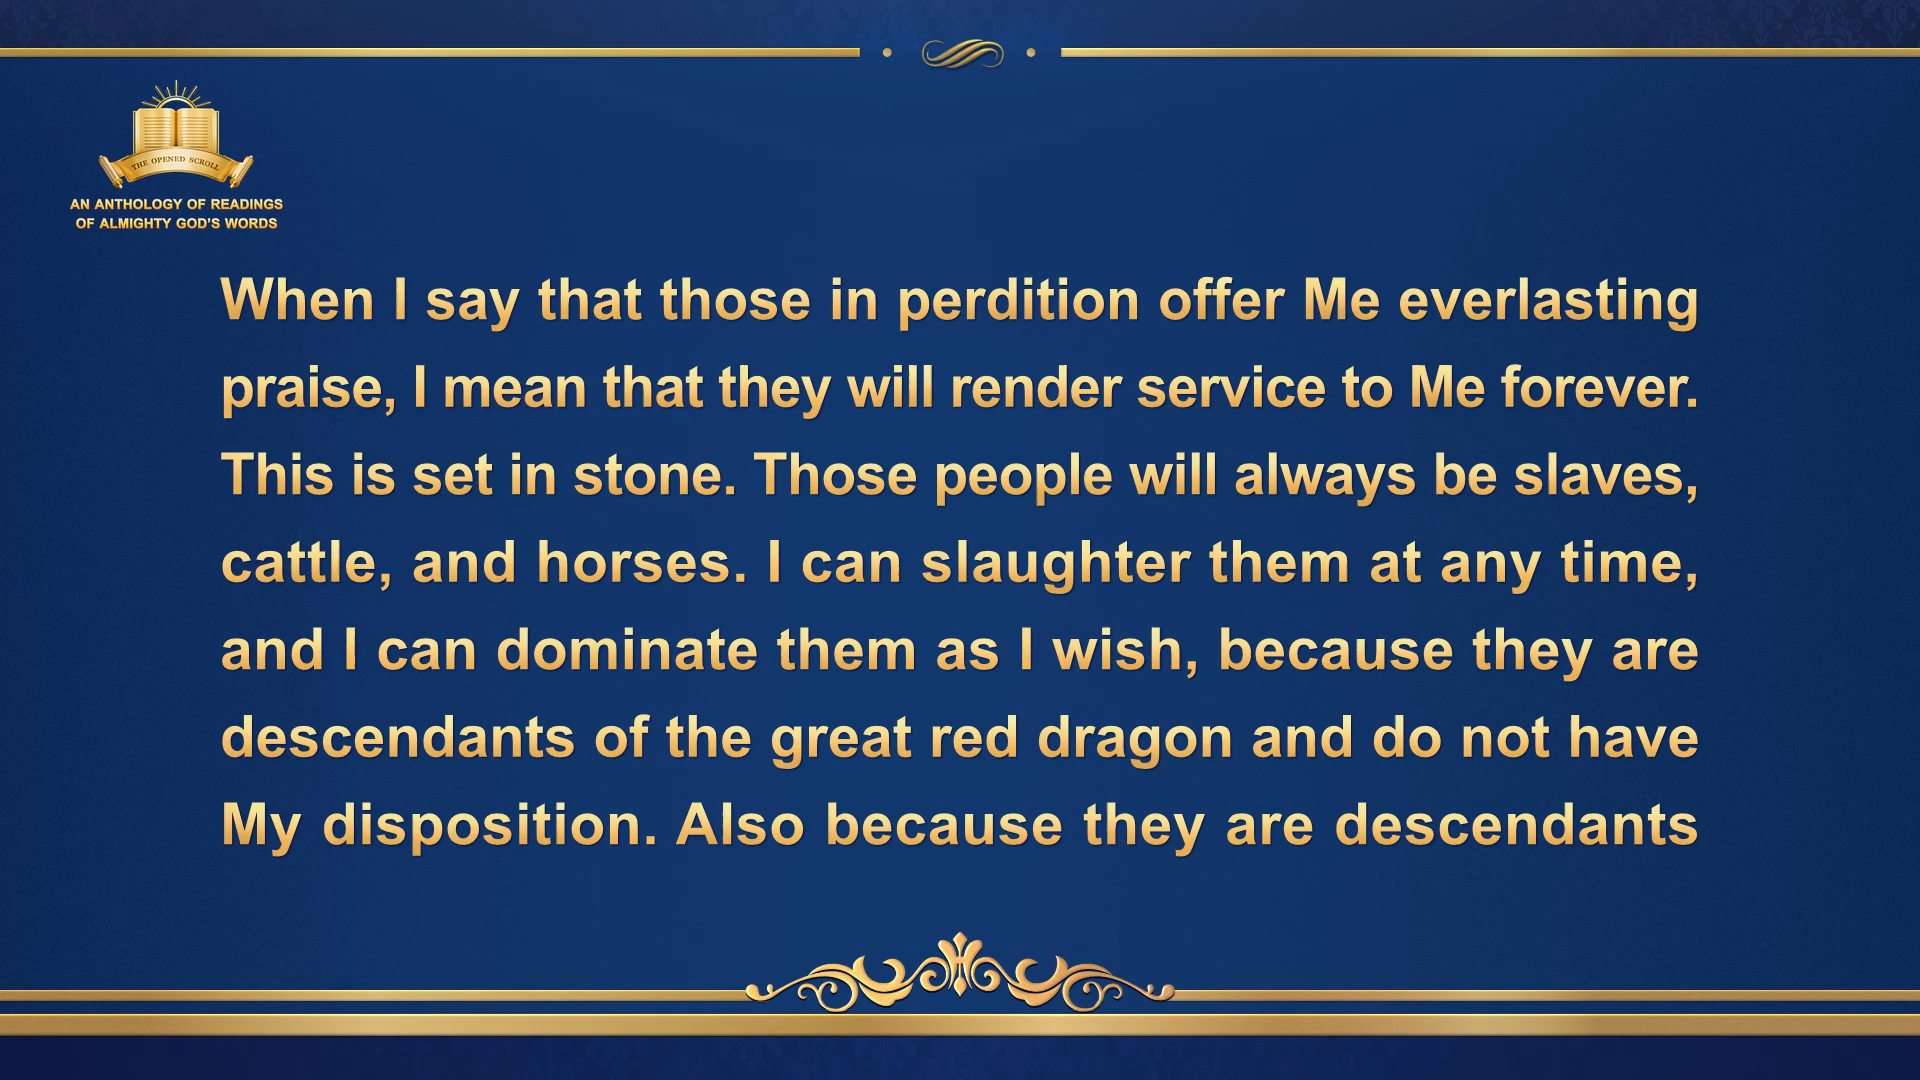 THE OPENED SCROLL
AN ANTHOLOGY OF READINGS
OF ALMIGHTY GOD'S WORDS
When I say that those in perdition offer Me everlasting
praise, I mean that they will render service to Me forever.
This is set in stone. Those people will always be slaves,
cattle, and horses. I can slaughter them at any time,
and I can dominate them as I wish, because they are
descendants of the great red dragon and do not have
My disposition. Also because they are descendants